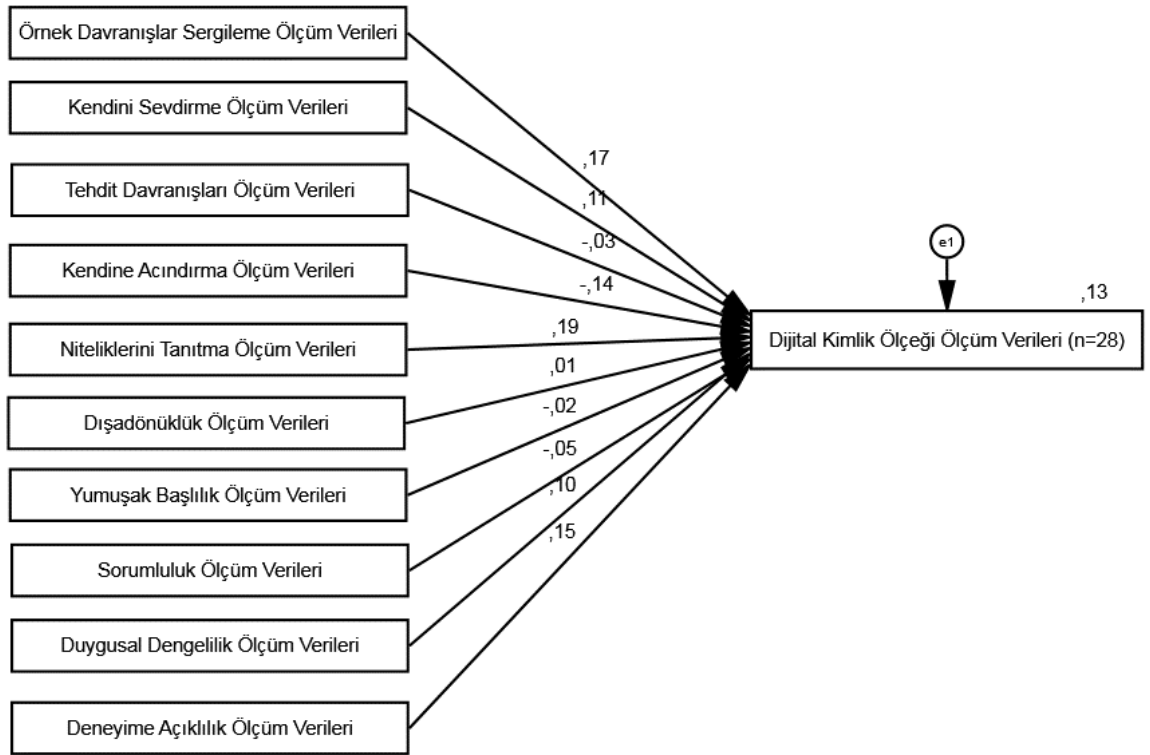 Örnek Davranışlar Sergileme Ölçüm Verileri
Kendini Sevdirme Ölçüm Verileri
Tehdit Davranışları Ölçüm Verileri
Kendine Acındırma Ölçüm Verileri
Niteliklerini Tanıtma Ölçüm Verileri
Dışadönüklük Ölçüm Verileri
Yumuşak Başlılık Ölçüm Verileri
Sorumluluk Ölçüm Verileri
Duygusal Dengelilik Ölçüm Verileri
Deneyime Açıklılık Ölçüm Verileri
,17
,11
-,03
-,14
,19
,01
-,02
-,05
,10
,15
e1
,13
Dijital Kimlik Ölçeği Ölçüm Verileri (n=28)